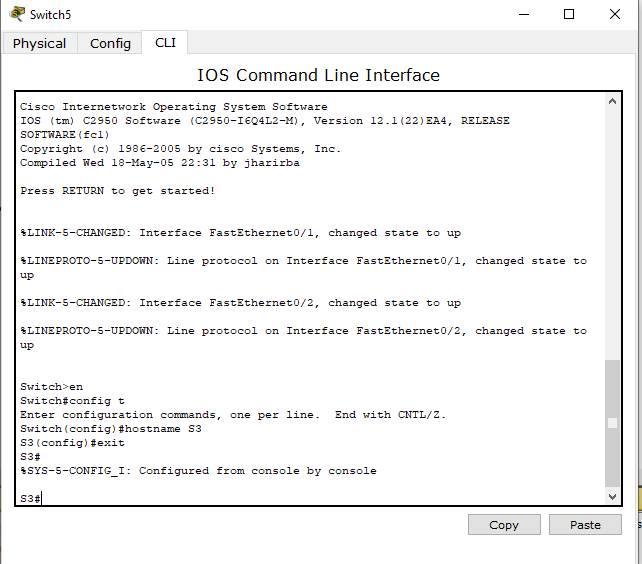 Switch5
Physical Config CLI
IOS Command Line Interface
Cisco Internetwork Operating System Software
IOS (tm) C2950 Software (C2950-I6Q4L2-M), Version 12.1(22)EA4, RELEASE
SOFTWARE(fc1)
Copyright (c) 1986-2005 by cisco Systems, Inc.
Compiled Wed 18-May-05 22:31 by jharirba
Press RETURN to get started!
%LINK-5-CHANGED: Interface FastEthernet0/1, changed state to up
%LINEPROTO-5-UPDOWN: Line protocol on Interface FastEthernet0/1, changed state to
up
%LINK-5-CHANGED: Interface FastEthernet0/2, changed state to up
%LINEPROTO-5-UPDOWN: Line protocol on Interface FastEthernet0/2, changed state to
up
Switch>en
Switch#config t
Enter configuration commands, one per line.  End with CNTL/Z.
Switch(config)#hostname S3
S3(config)#exit
S3#
%SYS-5-CONFIG_I: Configured from console by console
S3#
Copy Paste